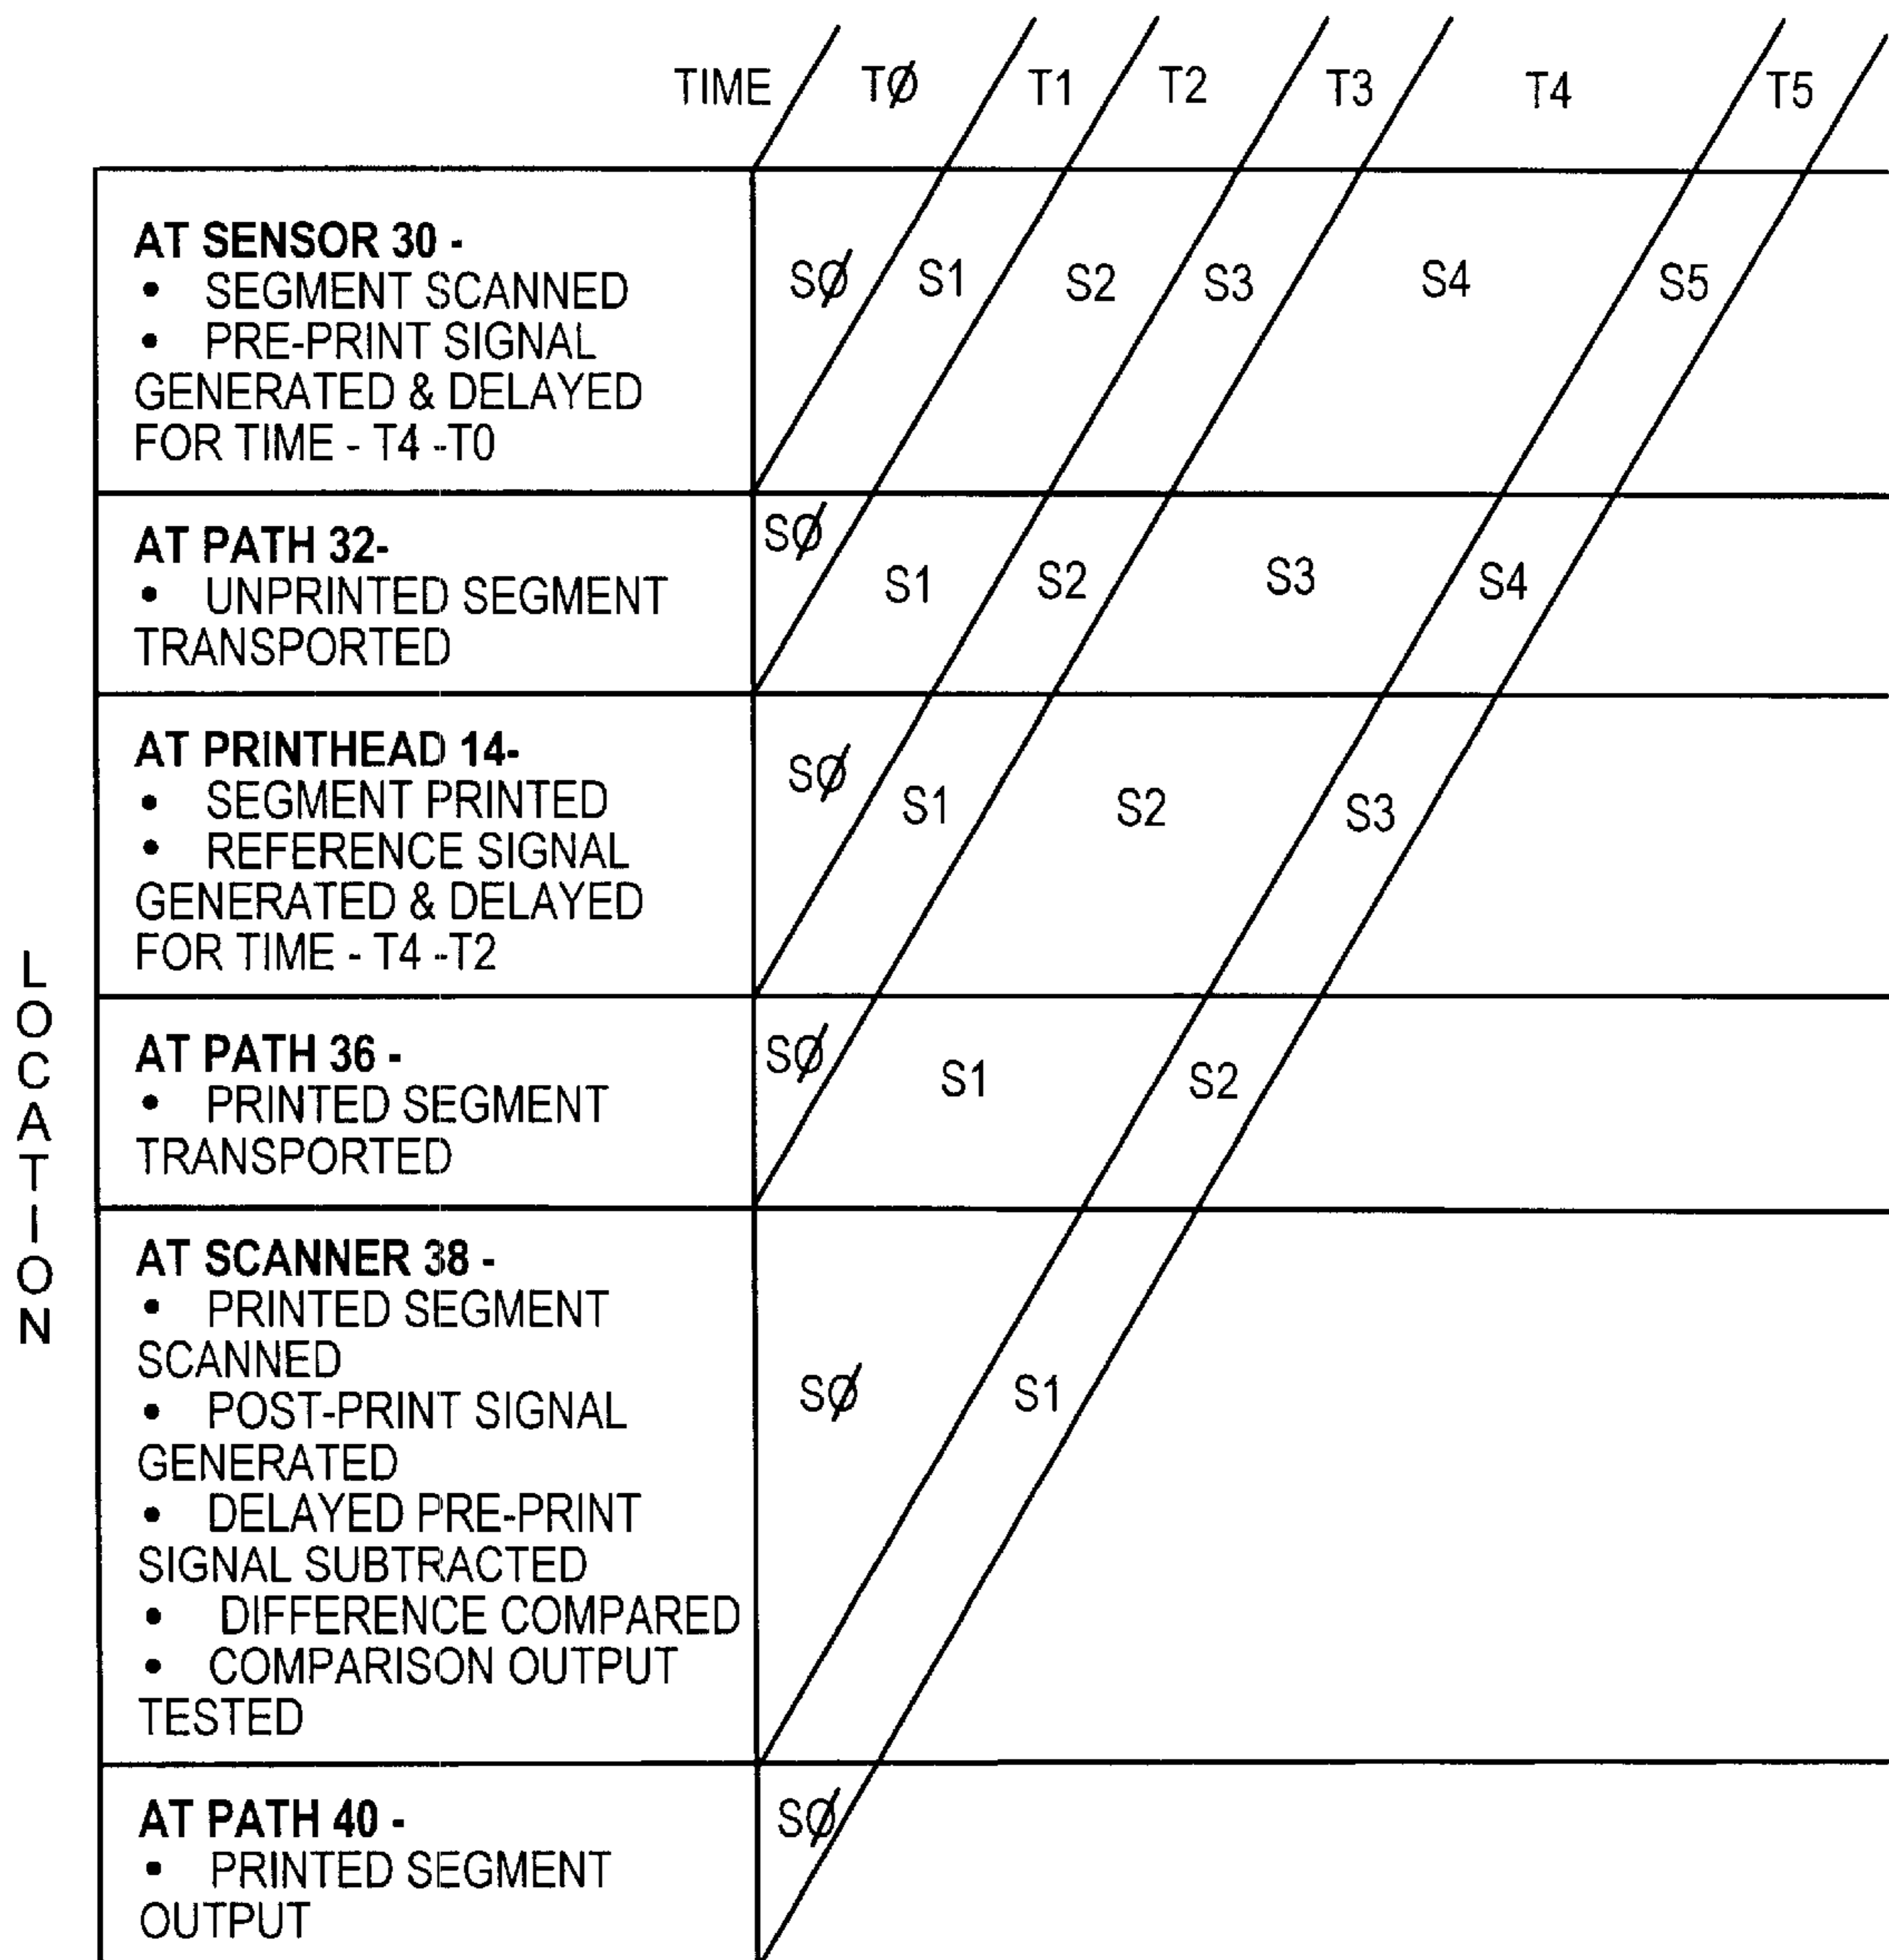 TIME TØ T1 T2 T3 T4 T5
AT SENSOR 30 -
• SEGMENT SCANNED
• PRE-PRINT SIGNAL
GENERATED & DELAYED
FOR TIME - T4 -T0
SØ S1 S2 S3 S4 S5
AT PATH 32-
• UNPRINTED SEGMENT
TRANSPORTED
SØ S1 S2 S3 S4
AT PRINTHEAD 14-
• SEGMENT PRINTED
• REFERENCE SIGNAL
GENERATED & DELAYED
FOR TIME - T4 -T2
SØ S1 S2 S3
AT PATH 36 -
• PRINTED SEGMENT
TRANSPORTED
SØ S1 S2
AT SCANNER 38 -
• PRINTED SEGMENT
SCANNED
• POST-PRINT SIGNAL
GENERATED
• DELAYED PRE-PRINT
SIGNAL SUBTRACTED
• DIFFERENCE COMPARED
• COMPARISON OUTPUT
TESTED
SØ S1
AT PATH 40 -
• PRINTED SEGMENT
OUTPUT
SØ
LOCATION